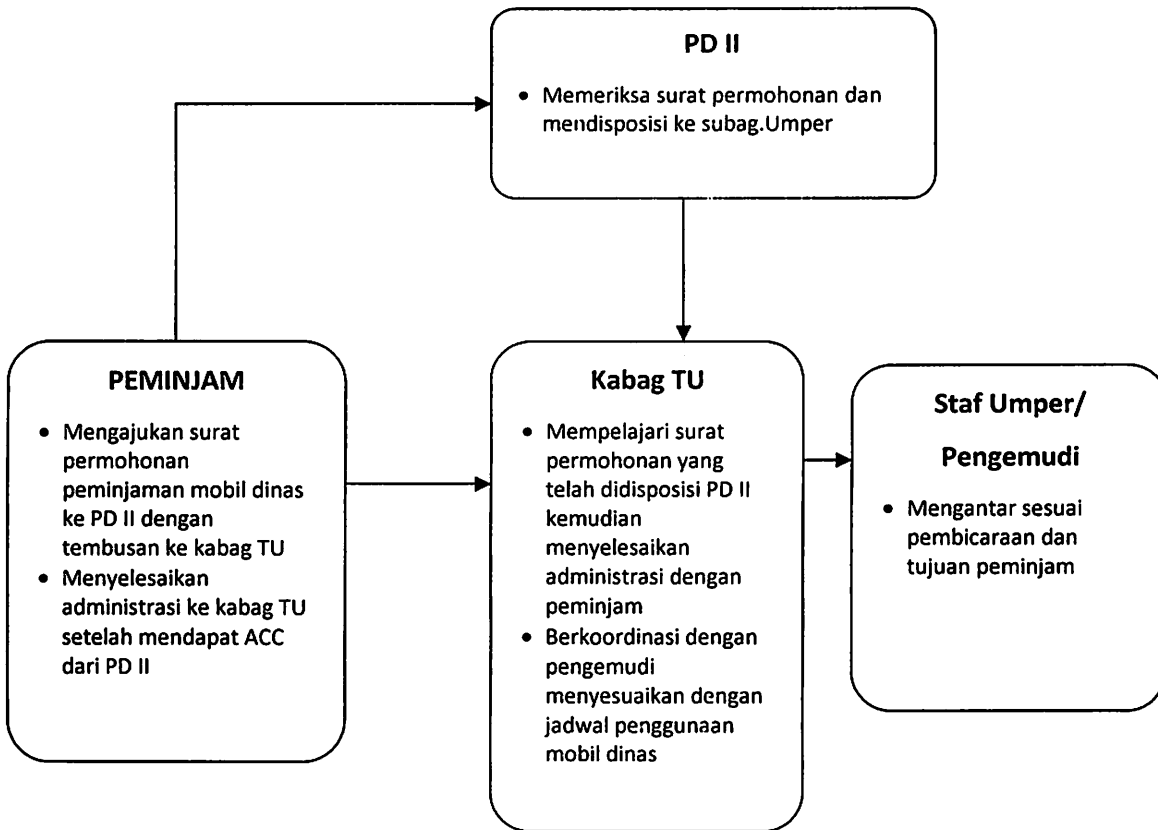 PD II
• Memeriksa surat permohonan dan
mendisposisi ke subag.Umper
PEMINJAM
• Mengajukan surat
permohonan
peminjaman mobil dinas
ke PD II dengan
tembusan ke kabag TU
• Menyelesaikan
administrasi ke kabag TU
setelah mendapat ACC
dari PD II
Kabag TU
• Mempelajari surat
permohonan yang
telah didisposisi PD II
kemudian
menyelesaikan
administrasi dengan
peminjam
• Berkoordinasi dengan
pengemudi
menyesuaikan dengan
jadwal penggunaan
mobil dinas
Staf Umper/
Pengemudi
• Mengantar sesuai
pembicaraan dan
tujuan peminjam